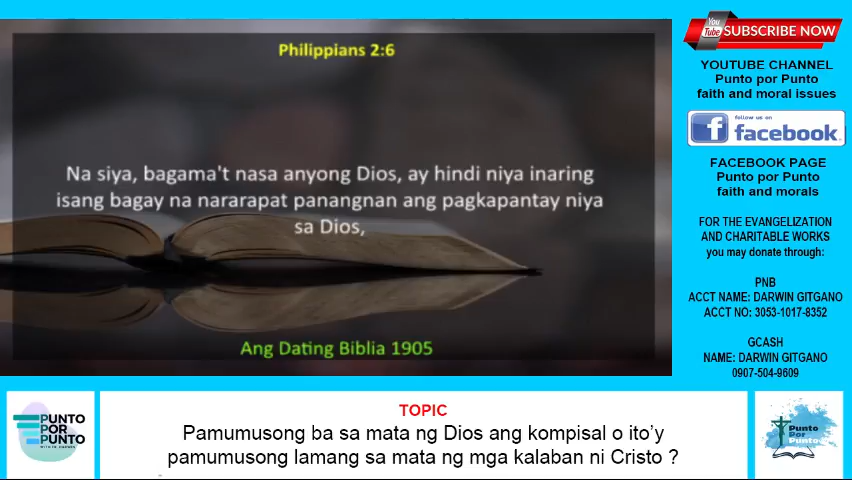 Philippians 2:6
Na siya, bagama't nasa anyong Dios, ay hindi niya inaring
isang bagay na nararapat panangnan ang pagkapantay niya
sa Dios,
Ang Dating Biblia 1905
You
Tube
SUBSCRIBE NOW
YOUTUBE CHANNEL
Punto por Punto
faith and moral issues
follow us on
facebook.
FACEBOOK PAGE
Punto por Punto
faith and morals
FOR THE EVANGELIZATION
AND CHARITABLE WORKS
you may donate through:
PNB
ACCT NAME: DARWIN GITGANO
ACCT NO: 3053-1017-8352
GCASH
NAME: DARWIN GITGANO
0907-504-9609
PUNTO
POR
PUNTO
TOPIC
Pamumusong ba sa mata ng Dios ang kompisal o ito'y
pamumusong lamang sa mata ng mga kalaban ni Cristo ?
Punto
Por
Punto